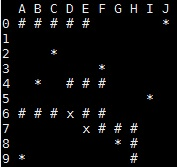 A B C D E F G H I J
0 # # # # #         *
1
2     *
3           *
4   *   # # #
5                 *
6 # # # x # #
7         x # # #
8             * #
9 *             #